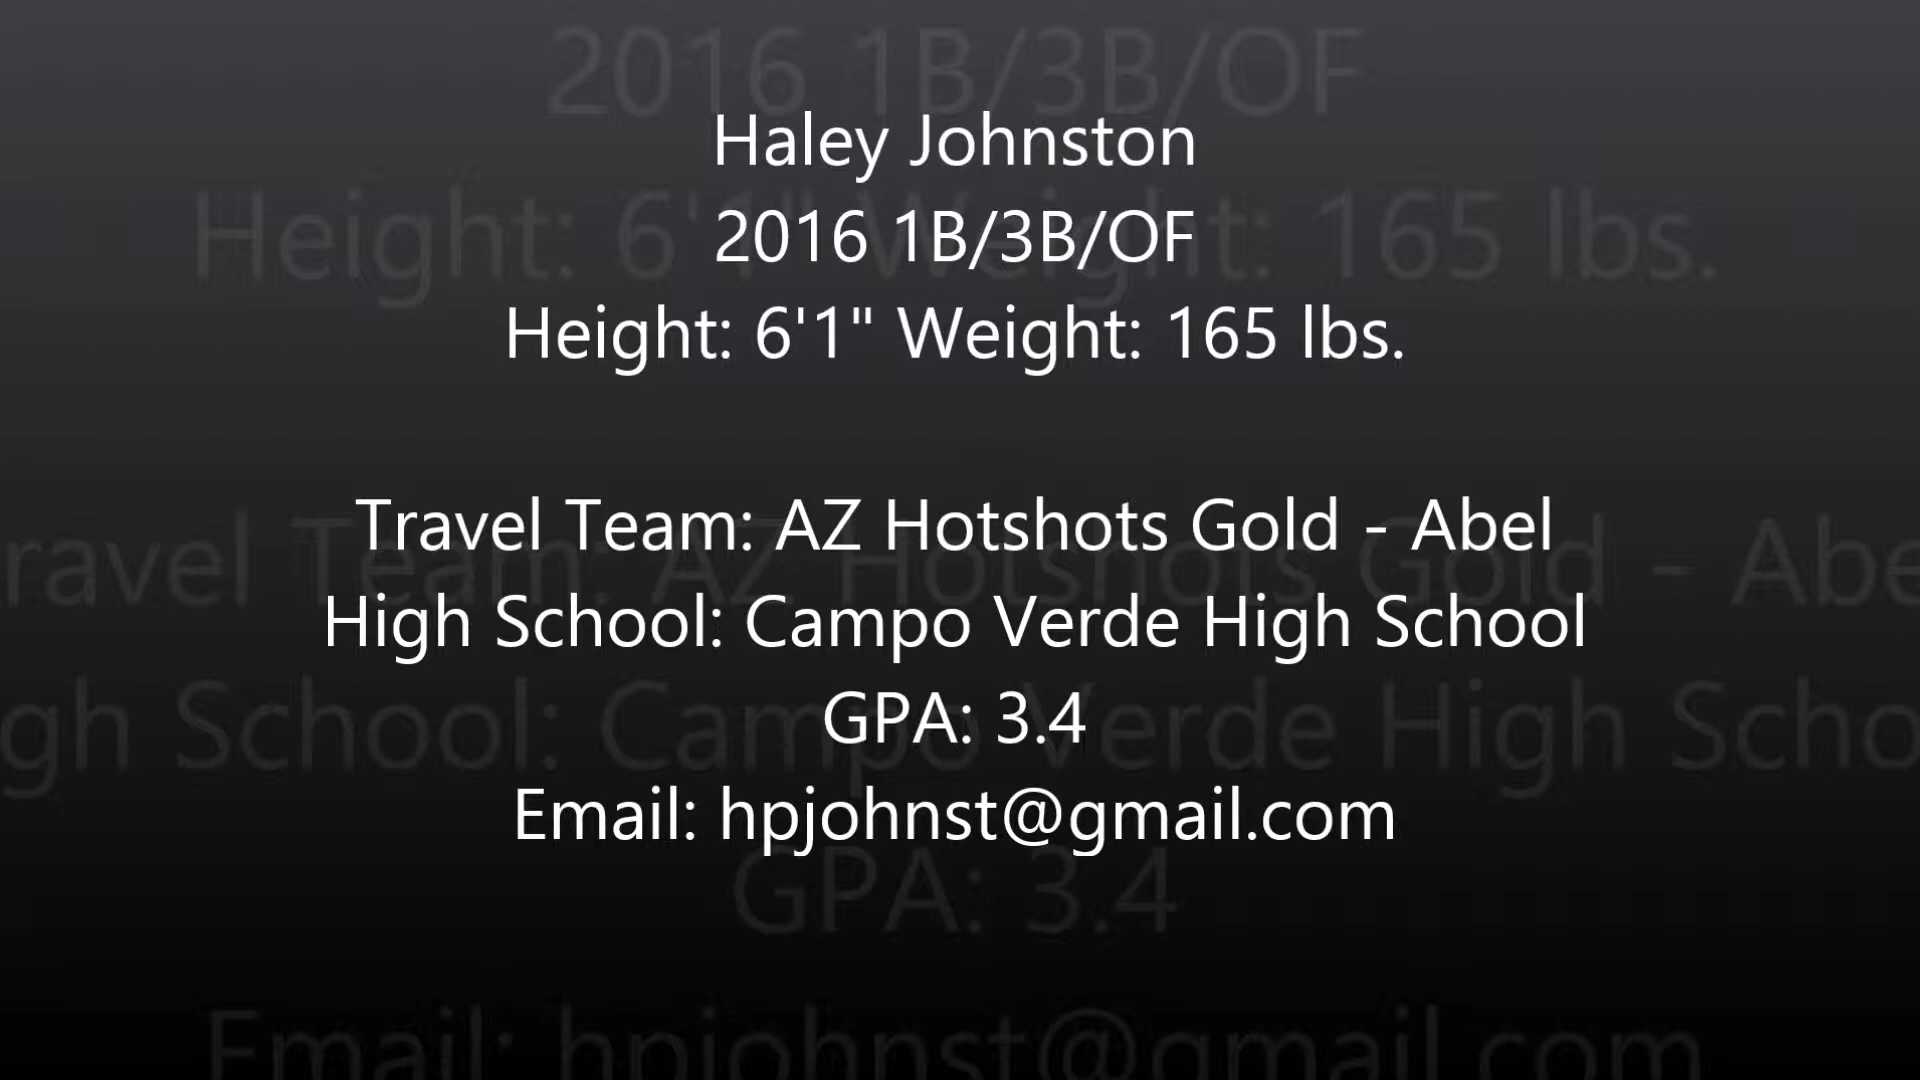 Haley Johnston
2016 1B/3B/OF
Height: 6'1" Weight: 165 lbs.
Travel Team: AZ Hotshots Gold - Abel
High School: Campo Verde High School
GPA: 3.4
Email: hpjohnst@gmail.com